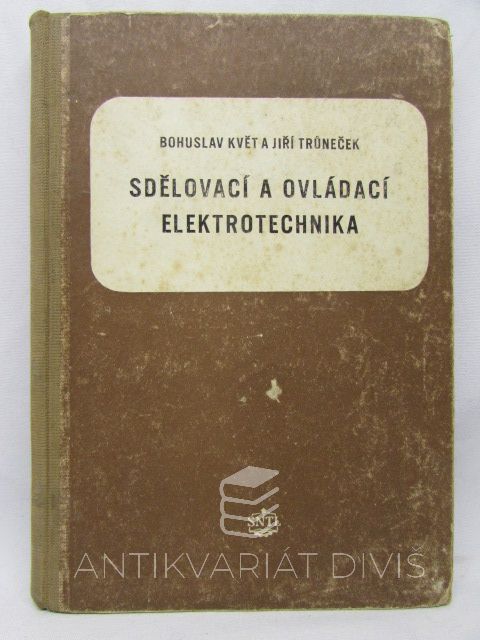 BOHUSLAV KVĚT A JIŘÍ TRŮNEČEK
SDĚLOVACÍ A OVLÁDACÍ
ELEKTROTECHNIKA
SNTL
ANTIKVARIÁT DIVIŠ